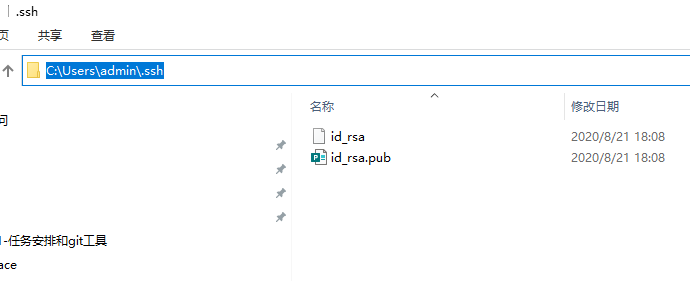 .ssh
页 共享 查看
C:\Users\admin\.ssh
名称 修改日期
问
id_rsa 2020/8/21 18:08
id_rsa.pub 2020/8/21 18:08
-任务安排和git工具
ace